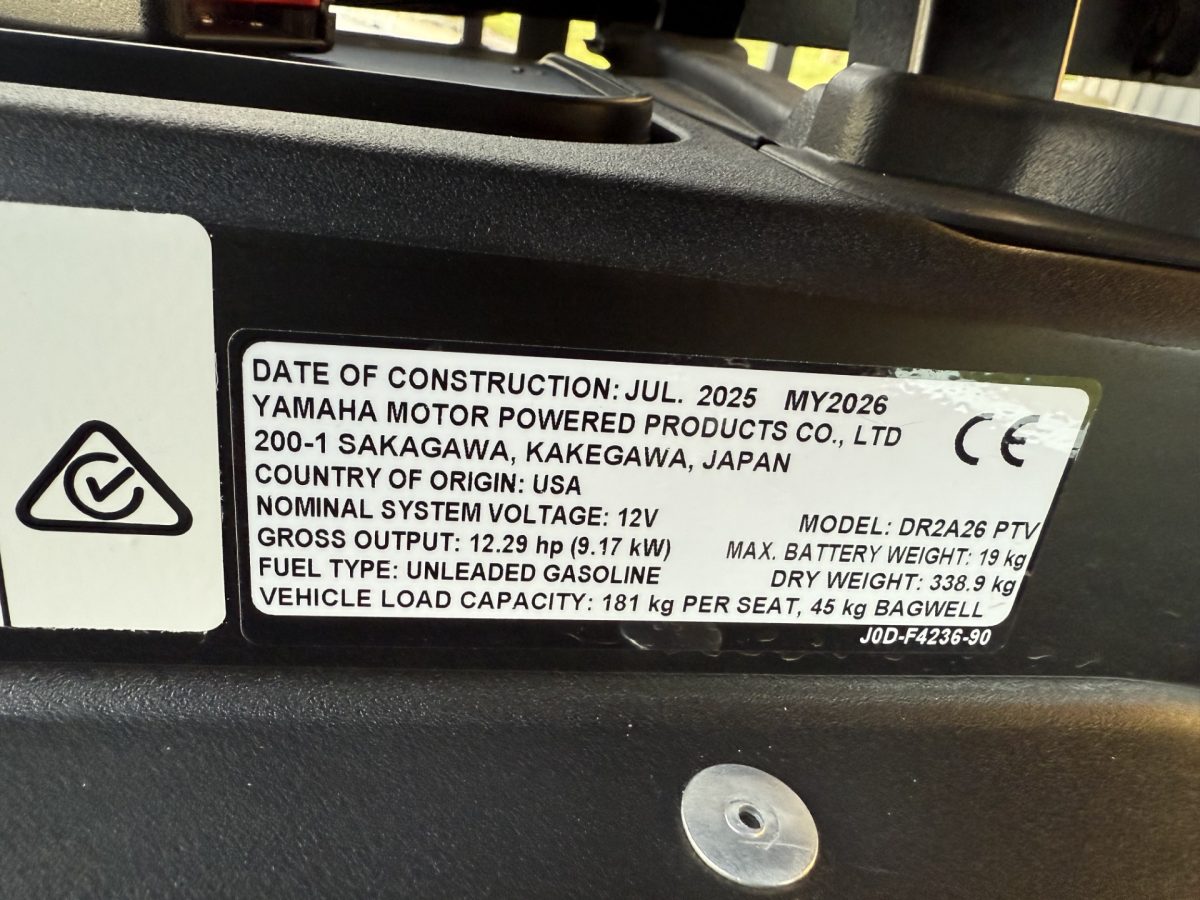 DATE OF CONSTRUCTION: JUL. 2025 MY2026
YAMAHA MOTOR POWERED PRODUCTS CO., LTD
200-1 SAKAGAWA, KAKEGAWA, JAPAN
CE
COUNTRY OF ORIGIN: USA
NOMINAL SYSTEM VOLTAGE: 12V
MODEL: DR2A26 PTV
GROSS OUTPUT: 12.29 hp (9.17 kW)
MAX. BATTERY WEIGHT: 19 kg
FUEL TYPE: UNLEADED GASOLINE
DRY WEIGHT: 338.9 kg
VEHICLE LOAD CAPACITY: 181 kg PER SEAT, 45 kg BAGWELL
J0D-F4236-90